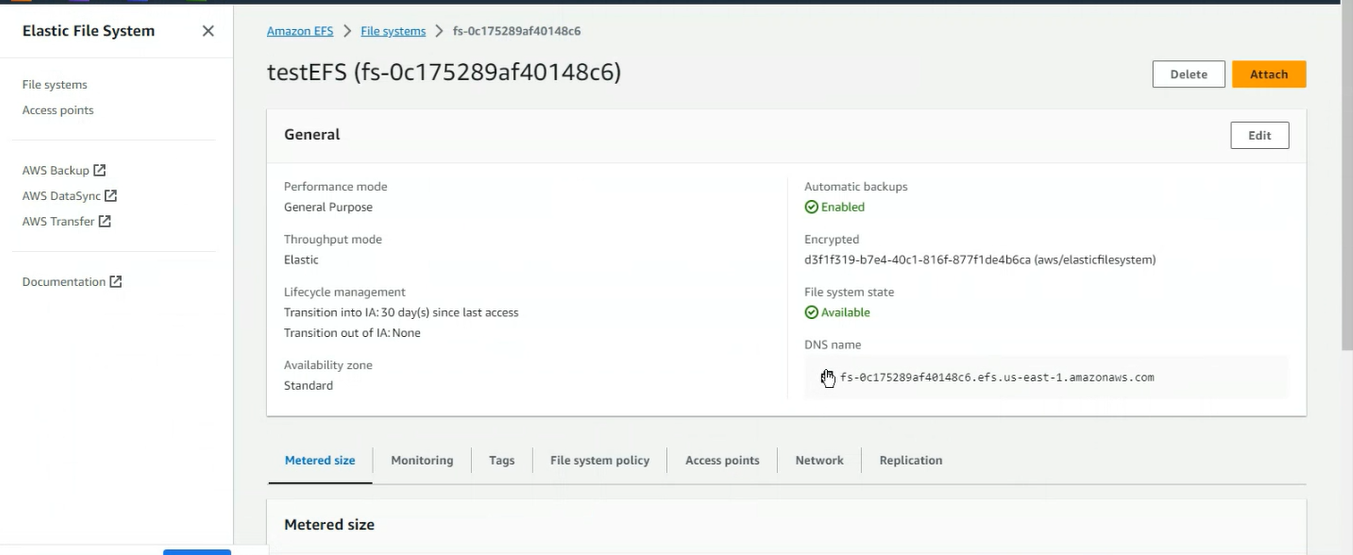 Elastic File System
File systems
Access points
AWS Backup
AWS DataSync
AWS Transfer
Documentation
Amazon EFS > File systems > fs-0c175289af40148c6
testEFS (fs-0c175289af40148c6)
Delete
Attach
General
Edit
Performance mode
General Purpose
Throughput mode
Elastic
Lifecycle management
Transition into IA: 30 day(s) since last access
Transition out of IA: None
Availability zone
Standard
Automatic backups
Enabled
Encrypted
d3f1f319-b7e4-40c1-816f-877f1de4b6ca (aws/elasticfilesystem)
File system state
Available
DNS name
fs-0c175289af40148c6.efs.us-east-1.amazonaws.com
Metered size
Monitoring
Tags
File system policy
Access points
Network
Replication
Metered size